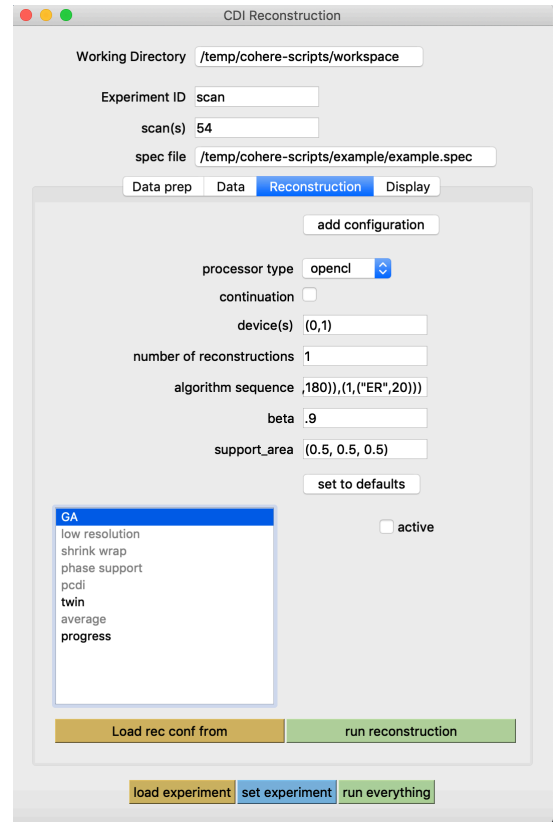 CDI Reconstruction
Working Directory /temp/cohere-scripts/workspace
Experiment ID scan
scan(s) 54
spec file /temp/cohere-scripts/example/example.spec
Data prep Data Reconstruction Display
add configuration
processor type opencl
continuation
device(s) (0,1)
number of reconstructions 1
algorithm sequence ,180)),(1,("ER",20)))
beta .9
support_area (0.5, 0.5, 0.5)
set to defaults
GA
active
low resolution
shrink wrap
phase support
pcdi
twin
average
progress
Load rec conf from run reconstruction
load experiment set experiment run everything